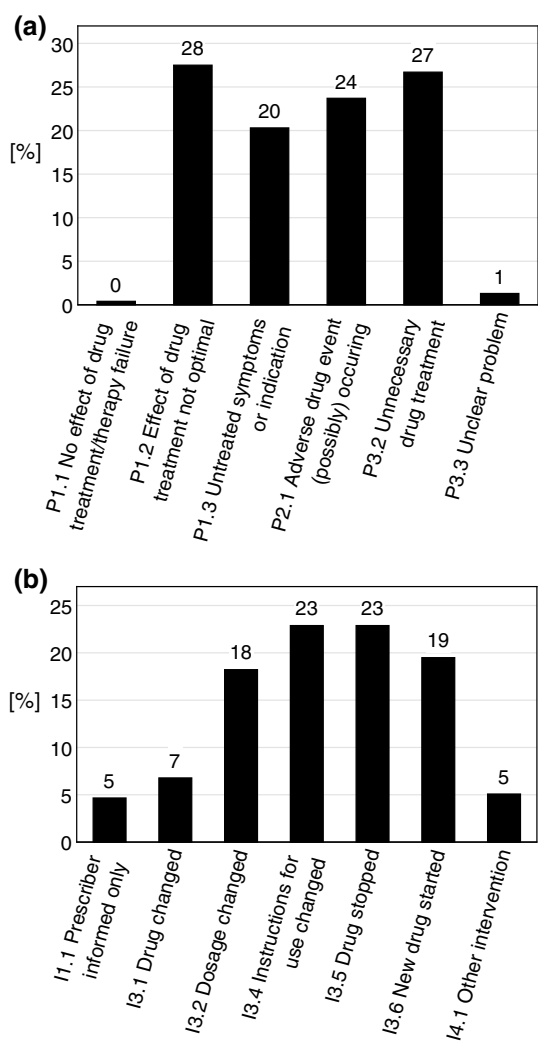 (a)
30
25
20
15
10
5
0
[%]
0
28
20
24
27
1
P1.1 No effect of drug
treatment/therapy failure
P1.2 Effect of drug
treatment not optimal
P1.3 Untreated symptoms
or indication
P2.1 Adverse drug event
(possibly) occuring
P3.2 Unnecessary
drug treatment
P3.3 Unclear problem
(b)
25
20
15
10
5
0
[%]
5
7
18
23
23
19
5
I1.1 Prescriber
informed only
I3.1 Drug changed
I3.2 Dosage changed
I3.4 Instructions for
use changed
I3.5 Drug stopped
I3.6 New drug started
I4.1 Other intervention